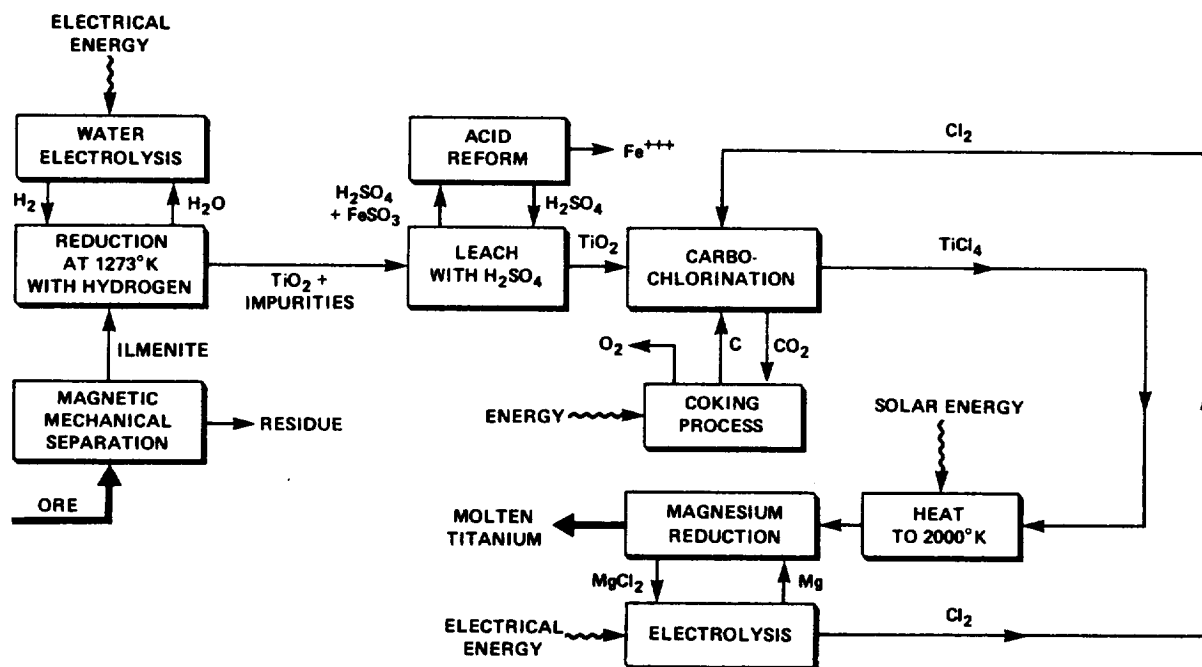 ELECTRICAL
ENERGY
WATER
ELECTROLYSIS
H₂
H₂O
REDUCTION
AT 1273°K
WITH HYDROGEN
ILMENITE
MAGNETIC
MECHANICAL
SEPARATION
RESIDUE
ORE
TiO₂ +
IMPURITIES
ACID
REFORM
Fe⁺⁺⁺
H₂SO₄
+ FeSO₃
H₂SO₄
LEACH
WITH H₂SO₄
TiO₂
CARBO-
CHLORINATION
Cl₂
TiCl₄
O₂
C
CO₂
ENERGY
COKING
PROCESS
SOLAR ENERGY
HEAT
TO 2000°K
MAGNESIUM
REDUCTION
MOLTEN
TITANIUM
MgCl₂
Mg
ELECTRICAL
ENERGY
ELECTROLYSIS
Cl₂